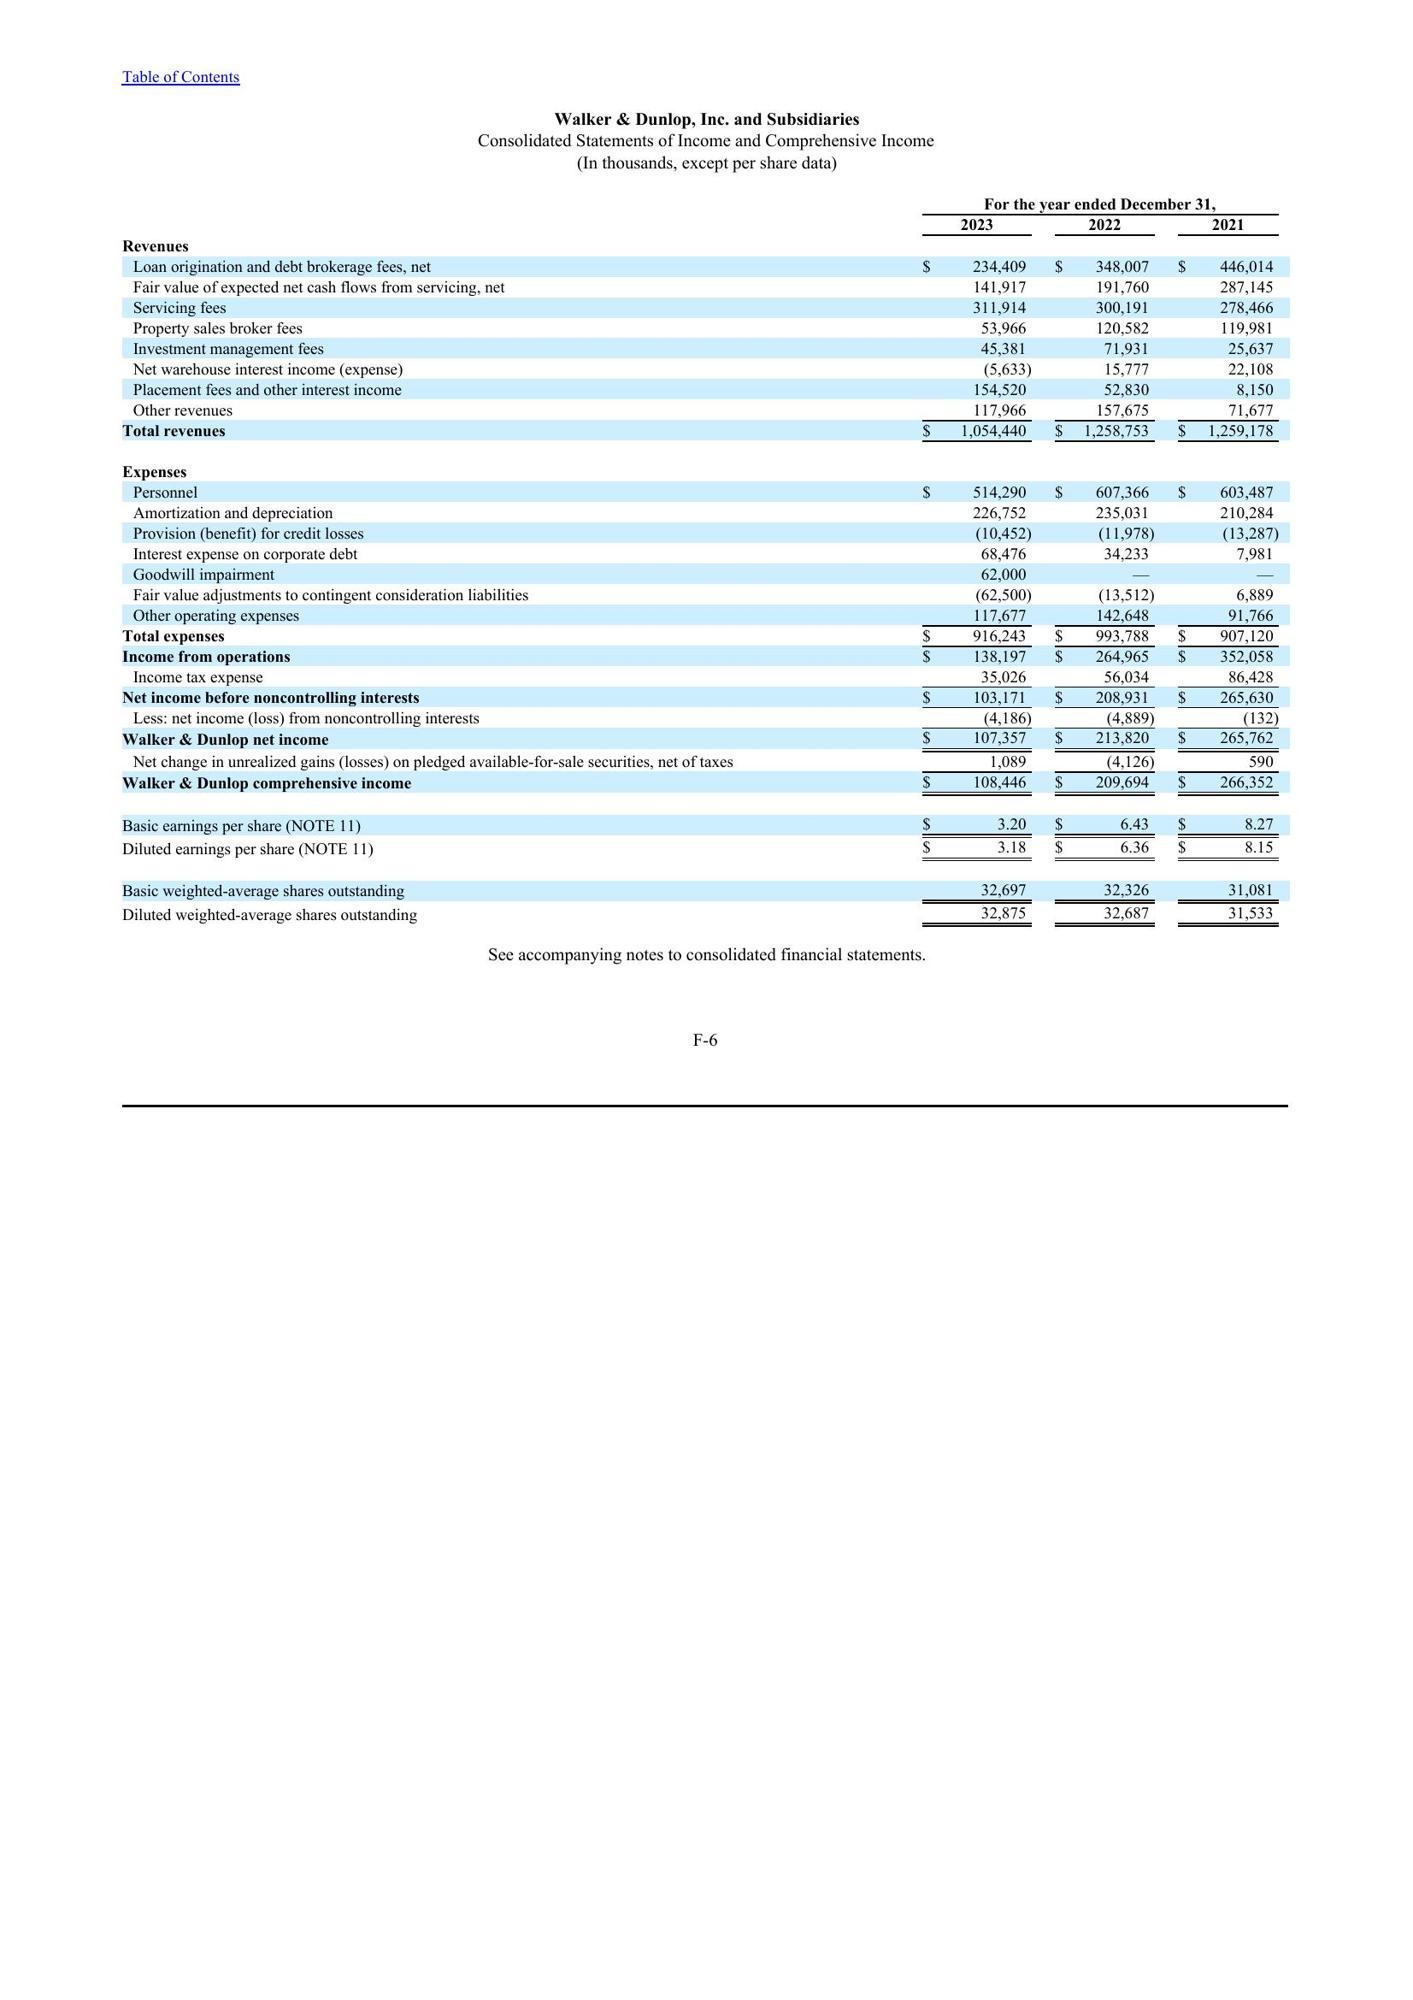 Table of Contents
Walker & Dunlop, Inc. and Subsidiaries
Consolidated Statements of Income and Comprehensive Income
(In thousands, except per share data)
For the year ended December 31,
2023 2022 2021
Revenues
Loan origination and debt brokerage fees, net $ 234,409 $ 348,007 $ 446,014
Fair value of expected net cash flows from servicing, net 141,917 191,760 287,145
Servicing fees 311,914 300,191 278,466
Property sales broker fees 53,966 120,582 119,981
Investment management fees 45,381 71,931 25,637
Net warehouse interest income (expense) (5,633) 15,777 22,108
Placement fees and other interest income 154,520 52,830 8,150
Other revenues 117,966 157,675 71,677
Total revenues $ 1,054,440 $ 1,258,753 $ 1,259,178
Expenses
Personnel $ 514,290 $ 607,366 $ 603,487
Amortization and depreciation 226,752 235,031 210,284
Provision (benefit) for credit losses (10,452) (11,978) (13,287)
Interest expense on corporate debt 68,476 34,233 7,981
Goodwill impairment 62,000 — —
Fair value adjustments to contingent consideration liabilities (62,500) (13,512) 6,889
Other operating expenses 117,677 142,648 91,766
Total expenses $ 916,243 $ 993,788 $ 907,120
Income from operations $ 138,197 $ 264,965 $ 352,058
Income tax expense 35,026 56,034 86,428
Net income before noncontrolling interests $ 103,171 $ 208,931 $ 265,630
Less: net income (loss) from noncontrolling interests (4,186) (4,889) (132)
Walker & Dunlop net income $ 107,357 $ 213,820 $ 265,762
Net change in unrealized gains (losses) on pledged available-for-sale securities, net of taxes 1,089 (4,126) 590
Walker & Dunlop comprehensive income $ 108,446 $ 209,694 $ 266,352
Basic earnings per share (NOTE 11) $ 3.20 $ 6.43 $ 8.27
Diluted earnings per share (NOTE 11) $ 3.18 $ 6.36 $ 8.15
Basic weighted-average shares outstanding 32,697 32,326 31,081
Diluted weighted-average shares outstanding 32,875 32,687 31,533
See accompanying notes to consolidated financial statements.
F-6